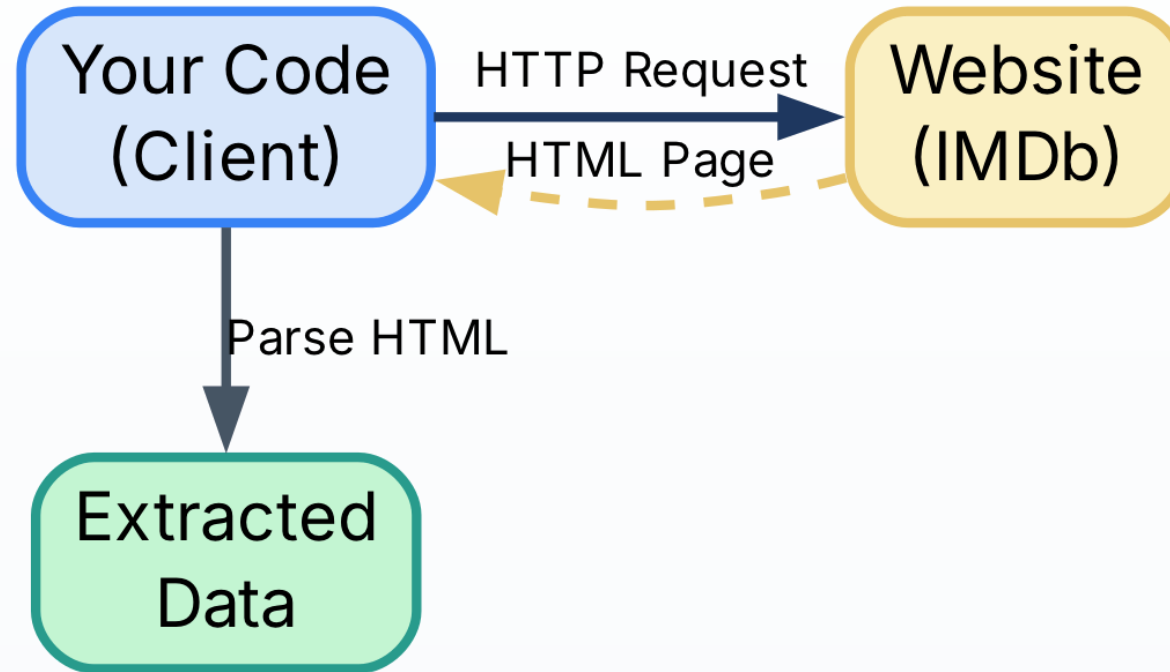 Your Code
(Client)
HTTP Request
HTML Page
Website
(IMDb)
Parse HTML
Extracted
Data